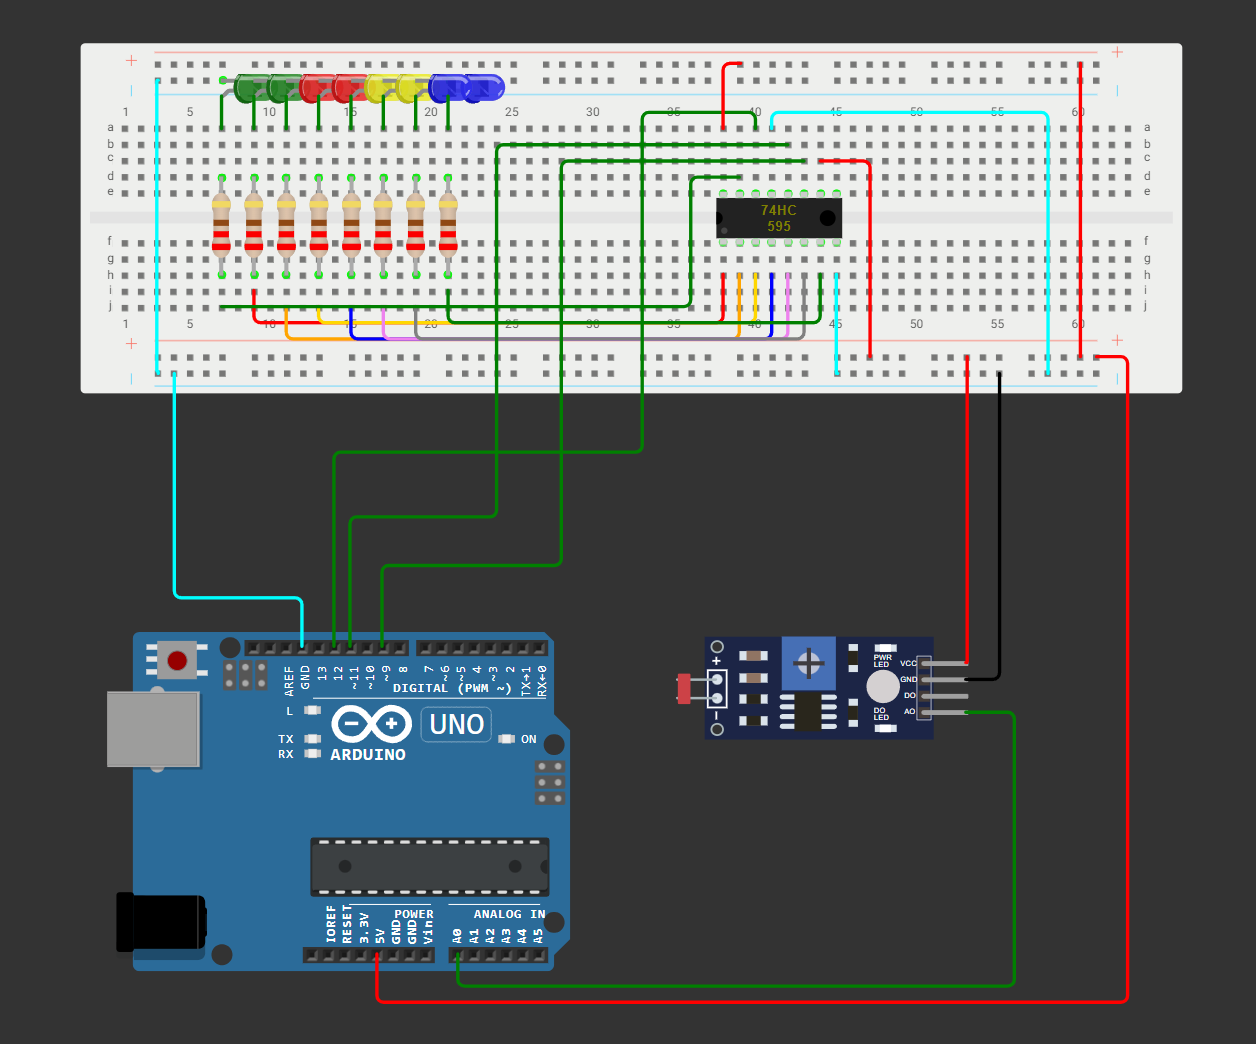 1 5 10 15 20 25 30 35 40 45 50 55 60
a a
b b
c c
d d
e e
74HC
595
f f
g g
h h
i i
j j
1 5 10 15 20 25 30 35 40 45 50 55 60
AREF GND 13 12 ~11 ~10 ~9 8 7 ~6 ~5 4 ~3 2 TX→1 RX←0
DIGITAL (PWM ~)
L
TX
RX
UNO
ON
ARDUINO
POWER ANALOG IN
IOREF RESET 3.3V 5V GND GND Vin A0 A1 A2 A3 A4 A5
PWR
LED
VCC
GND
DO
AO
DO
LED